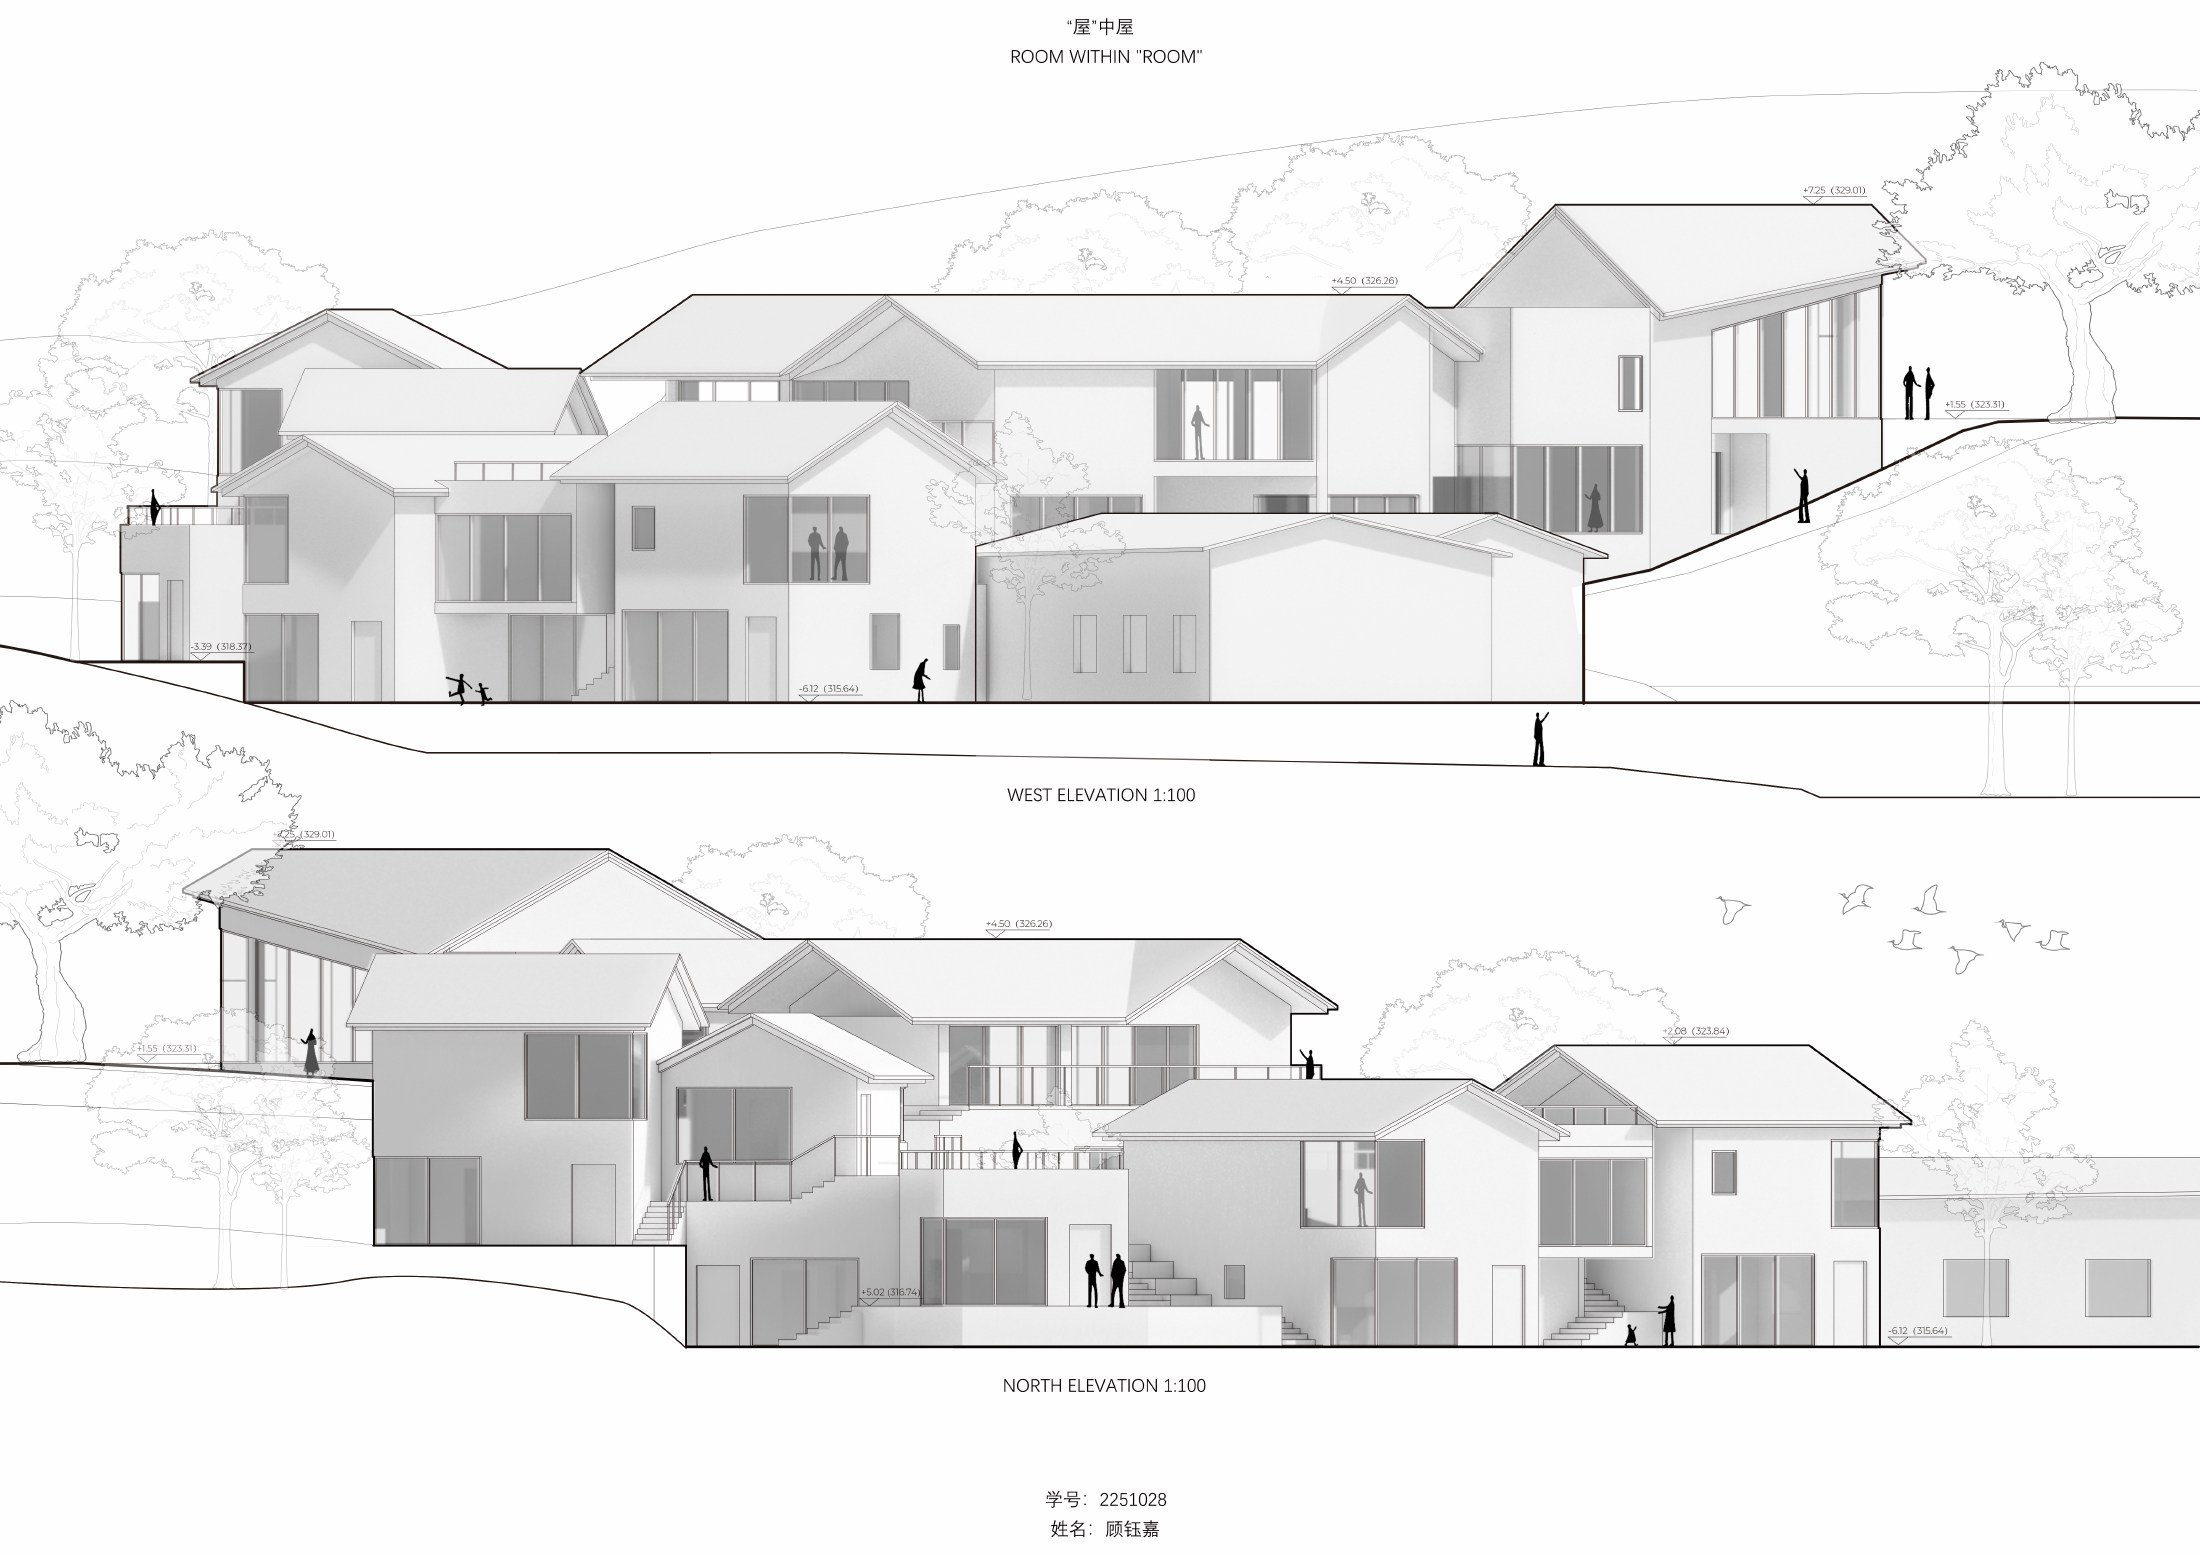 “屋”中屋
ROOM WITHIN "ROOM"
+7.25 (329.01)
+4.50 (326.26)
+1.55 (323.31)
-3.39 (318.37)
-6.12 (315.64)
WEST ELEVATION 1:100
+7.25 (329.01)
+4.50 (326.26)
+2.08 (323.84)
+1.55 (323.31)
+5.02 (316.74)
-6.12 (315.64)
NORTH ELEVATION 1:100
学号：2251028
姓名：顾钰嘉